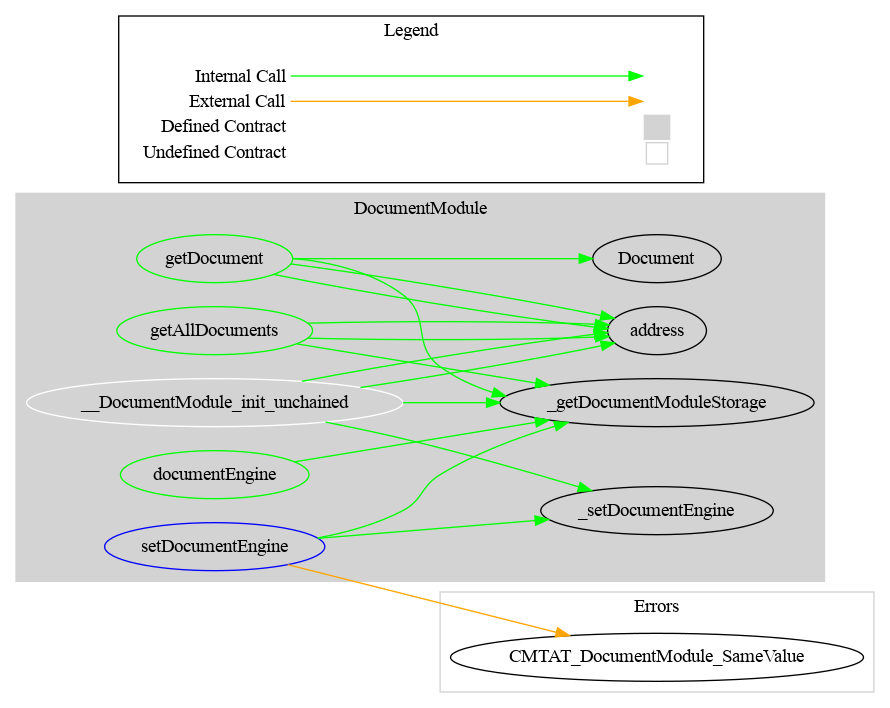 Legend
Internal Call
External Call
Defined Contract
Undefined Contract
DocumentModule
getDocument
Document
getAllDocuments
address
__DocumentModule_init_unchained
_getDocumentModuleStorage
documentEngine
_setDocumentEngine
setDocumentEngine
Errors
CMTAT_DocumentModule_SameValue